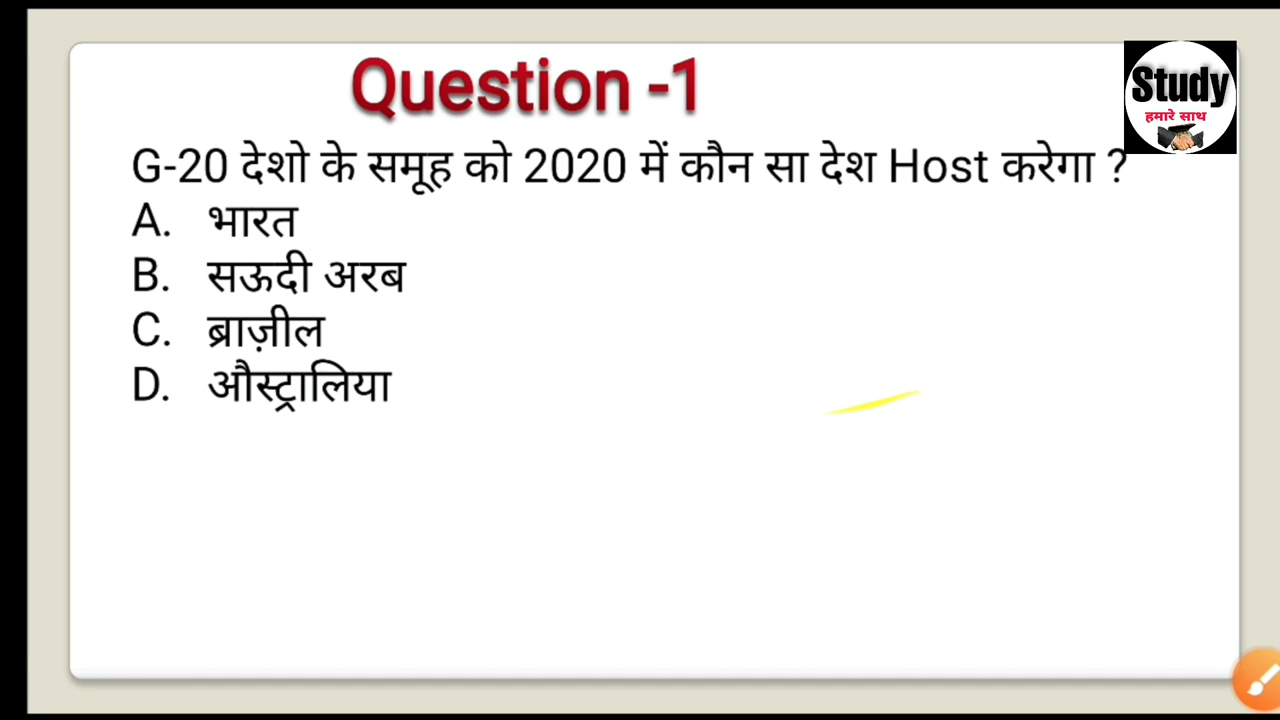 Question -1
Study
हमारे साथ
G-20 देशो के समूह को 2020 में कौन सा देश Host करेगा ?
A. भारत
B. सऊदी अरब
C. ब्राज़ील
D. औस्ट्रालिया